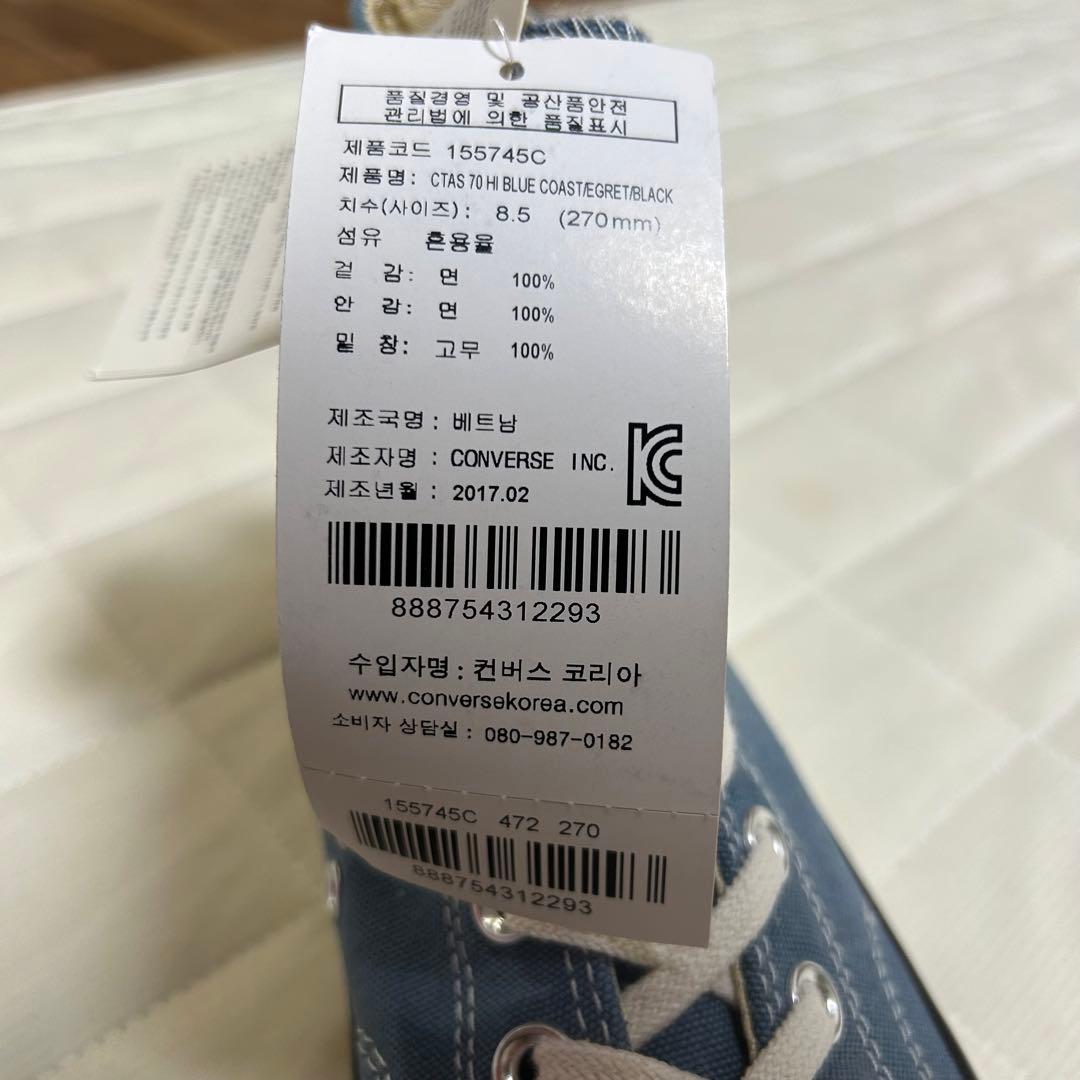 품질경영 및 공산품안전
관리법에 의한 품질표시
제품코드 155745C
제품명: CTAS 70 HI BLUE COAST/EGRET/BLACK
치수(사이즈): 8.5 (270mm)
섬유 혼용율
겉 감: 면 100%
안 감: 면 100%
밑 창: 고무 100%
제조국명: 베트남
제조자명: CONVERSE INC.
제조년월: 2017.02
KC
888754312293
수입자명: 컨버스 코리아
www.conversekorea.com
소비자 상담실: 080-987-0182
155745C 472 270
888754312293